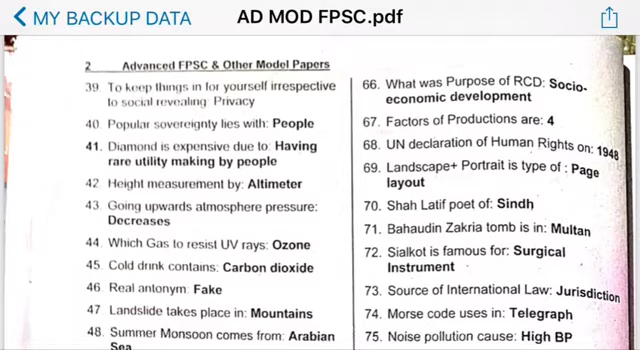 MY BACKUP DATA
AD MOD FPSC.pdf
2 Advanced FPSC & Other Model Papers
39. To keep things in for yourself irrespective
to social revealing: Privacy
40. Popular sovereignty lies with: People
41. Diamond is expensive due to: Having
rare utility making by people
42. Height measurement by: Altimeter
43. Going upwards atmosphere pressure:
Decreases
44. Which Gas to resist UV rays: Ozone
45. Cold drink contains: Carbon dioxide
46. Real antonym: Fake
47. Landslide takes place in: Mountains
48. Summer Monsoon comes from: Arabian
Sea
66. What was Purpose of RCD: Socio-
economic development
67. Factors of Productions are: 4
68. UN declaration of Human Rights on: 1948
69. Landscape+ Portrait is type of : Page
layout
70. Shah Latif poet of: Sindh
71. Bahaudin Zakria tomb is in: Multan
72. Sialkot is famous for: Surgical
Instrument
73. Source of International Law: Jurisdiction
74. Morse code uses in: Telegraph
75. Noise pollution cause: High BP